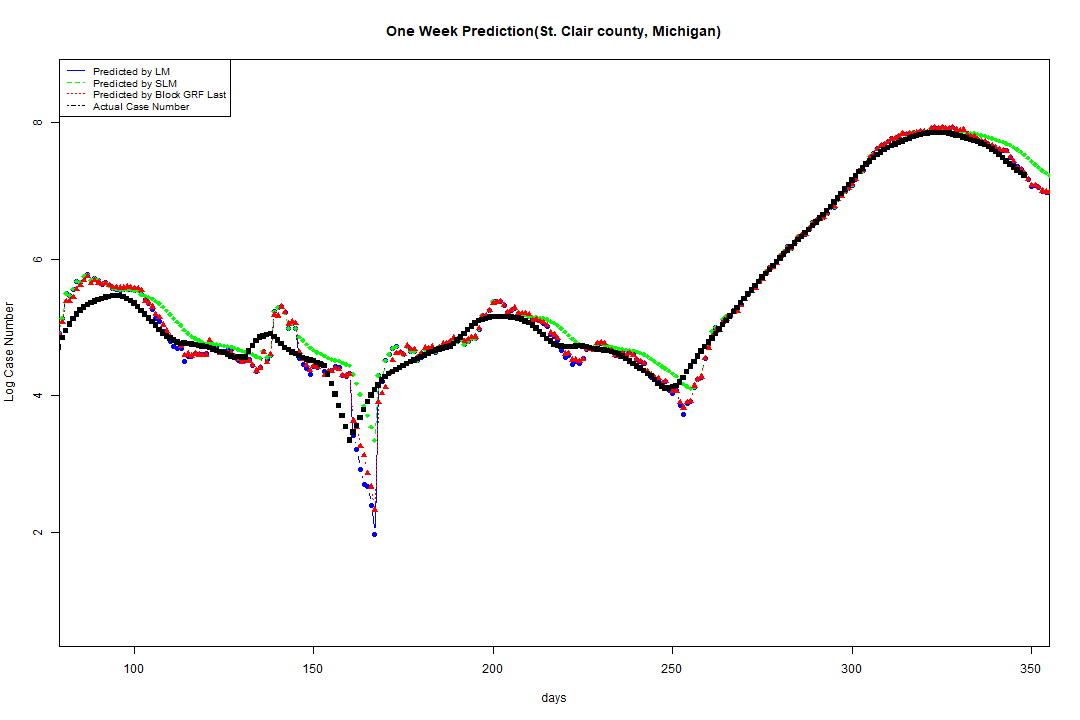 One Week Prediction(St. Clair county, Michigan)
Predicted by LM
Predicted by SLM
Predicted by Block GRF Last
Actual Case Number
8
6
4
2
Log Case Number
100 150 200 250 300 350
days